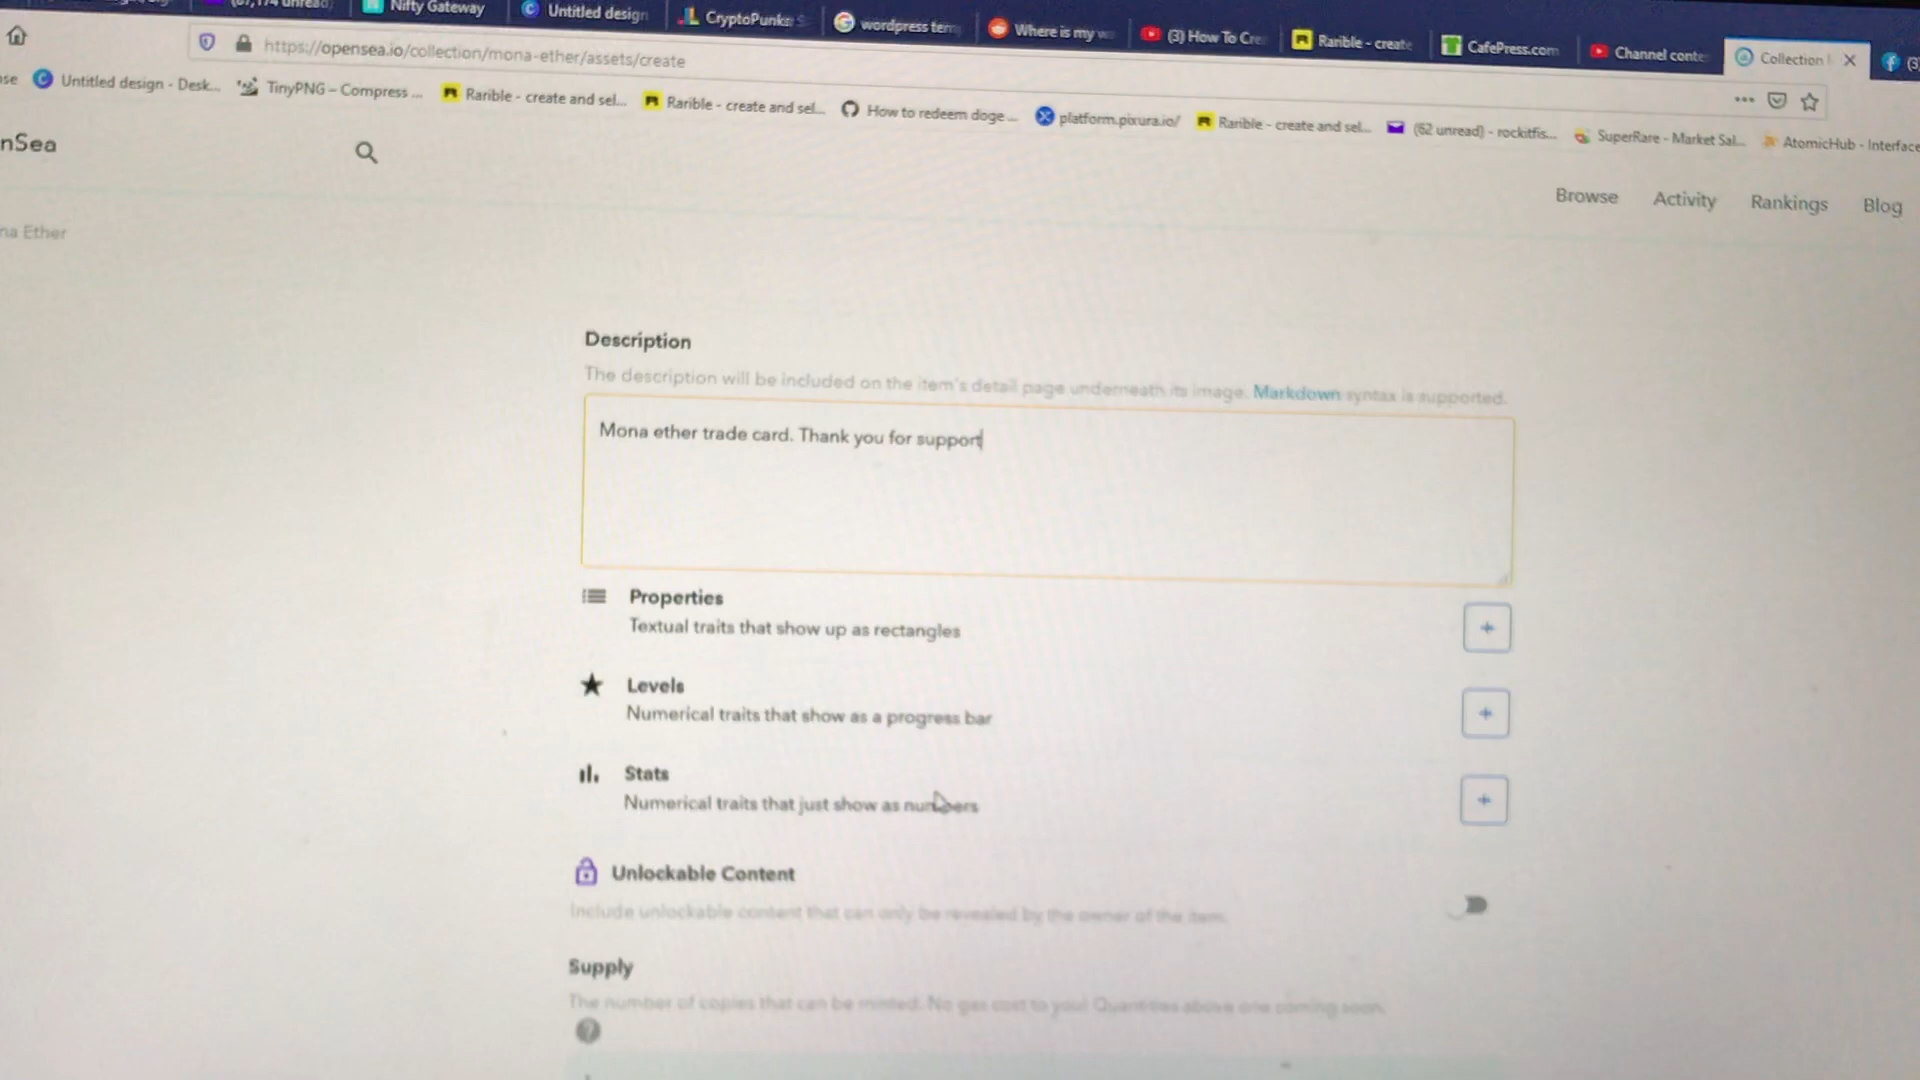 Nifty Gateway
Untitled design
CryptoPunks: S
wordpress tem
Where is my w
(3) How To Cre
Rarible - create
CafePress.com
Channel conte
Collection
(3
https://opensea.io/collection/mona-ether/assets/create
Untitled design - Desk...
TinyPNG – Compress ...
Rarible - create and sel...
Rarible - create and sel...
How to redeem doge ...
platform.pixura.io/
Rarible - create and sel...
(62 unread) - rockitfis...
SuperRare - Market Sal...
AtomicHub - Interface
nSea
Browse Activity Rankings Blog
na Ether
Description
The description will be included on the item's detail page underneath its image. Markdown syntax is supported.
Mona ether trade card. Thank you for support
Properties
Textual traits that show up as rectangles
+
Levels
Numerical traits that show as a progress bar
+
Stats
Numerical traits that just show as numbers
+
Unlockable Content
Include unlockable content that can only be revealed by the owner of the item.
Supply
The number of copies that can be minted. No gas cost to you! Quantities above one coming soon.
?